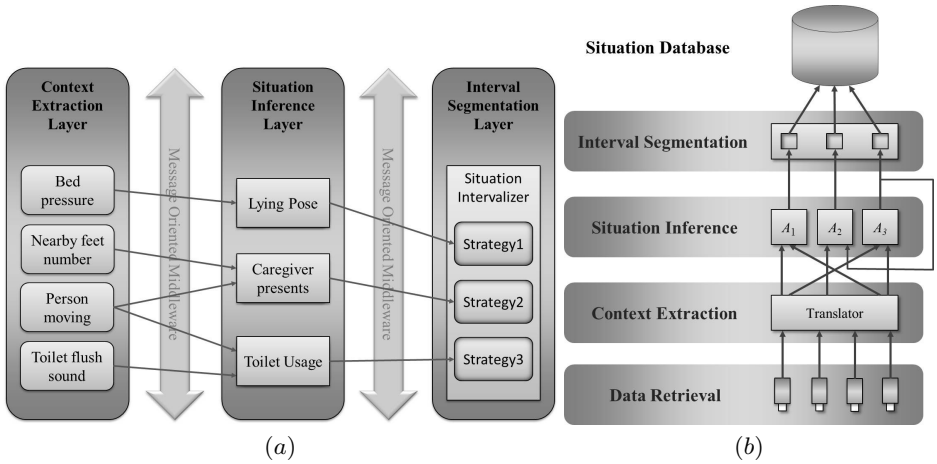 Context
Extraction
Layer
Bed
pressure
Nearby feet
number
Person
moving
Toilet flush
sound
Message Oriented Middleware
Situation
Inference
Layer
Lying Pose
Caregiver
presents
Toilet Usage
Message Oriented Middleware
Interval
Segmentation
Layer
Situation
Intervalizer
Strategy1
Strategy2
Strategy3
(a)
Situation Database
Interval Segmentation
Situation Inference
A1
A2
A3
Context Extraction
Translator
Data Retrieval
(b)